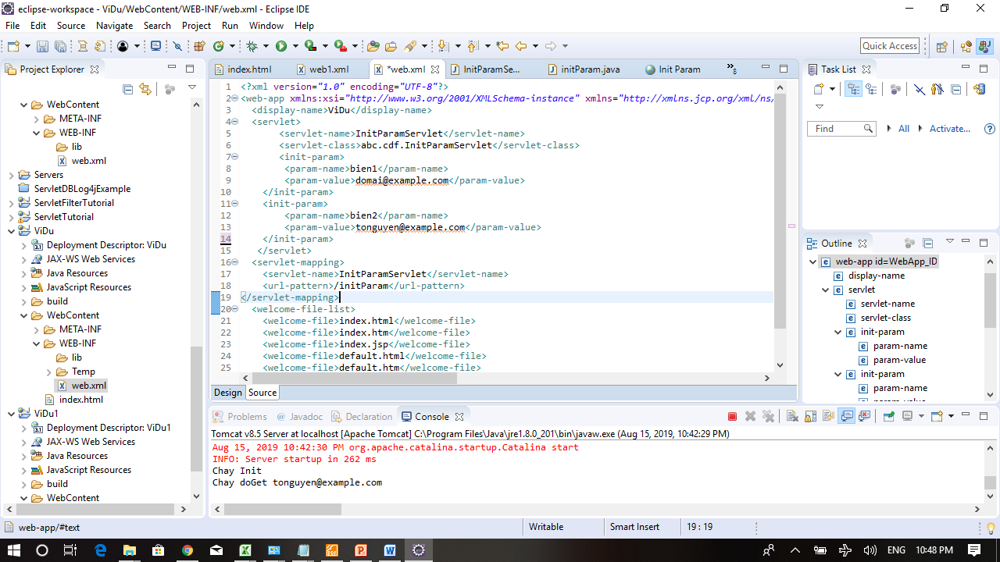 eclipse-workspace - ViDu/WebContent/WEB-INF/web.xml - Eclipse IDE
File Edit Source Navigate Search Project Run Window Help
Quick Access
Project Explorer
WebContent
META-INF
WEB-INF
lib
web.xml
Servers
ServletDBLog4jExample
ServletFilterTutorial
ServletTutorial
ViDu
Deployment Descriptor: ViDu
JAX-WS Web Services
Java Resources
JavaScript Resources
build
WebContent
META-INF
WEB-INF
lib
Temp
web.xml
index.html
ViDu1
Deployment Descriptor: ViDu1
JAX-WS Web Services
Java Resources
JavaScript Resources
build
WebContent
index.html web1.xml *web.xml InitParamSe... initParam.java Init Param »8
1 <?xml version="1.0" encoding="UTF-8"?>
2 <web-app xmlns:xsi="http://www.w3.org/2001/XMLSchema-instance" xmlns="http://xmlns.jcp.org/xml/ns/
3 <display-name>ViDu</display-name>
4 <servlet>
5 <servlet-name>InitParamServlet</servlet-name>
6 <servlet-class>abc.cdf.InitParamServlet</servlet-class>
7 <init-param>
8 <param-name>bien1</param-name>
9 <param-value>domai@example.com</param-value>
10 </init-param>
11 <init-param>
12 <param-name>bien2</param-name>
13 <param-value>tonguyen@example.com</param-value>
14 </init-param>
15 </servlet>
16 <servlet-mapping>
17 <servlet-name>InitParamServlet</servlet-name>
18 <url-pattern>/initParam</url-pattern>
19 </servlet-mapping>
20 <welcome-file-list>
21 <welcome-file>index.html</welcome-file>
22 <welcome-file>index.htm</welcome-file>
23 <welcome-file>index.jsp</welcome-file>
24 <welcome-file>default.html</welcome-file>
25 <welcome-file>default.htm</welcome-file>
Design Source
Task List
Find All Activate...
Outline
web-app id=WebApp_ID
display-name
servlet
servlet-name
servlet-class
init-param
param-name
param-value
init-param
param-name
param-value
Problems Javadoc Declaration Console
Tomcat v8.5 Server at localhost [Apache Tomcat] C:\Program Files\Java\jre1.8.0_201\bin\javaw.exe (Aug 15, 2019, 10:42:29 PM)
Aug 15, 2019 10:42:30 PM org.apache.catalina.startup.Catalina start
INFO: Server startup in 262 ms
Chay Init
Chay doGet tonguyen@example.com
web-app/#text Writable Smart Insert 19 : 19
ENG 10:48 PM